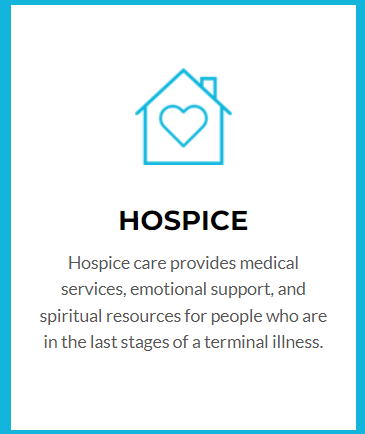 HOSPICE
Hospice care provides medical
services, emotional support, and
spiritual resources for people who are
in the last stages of a terminal illness.